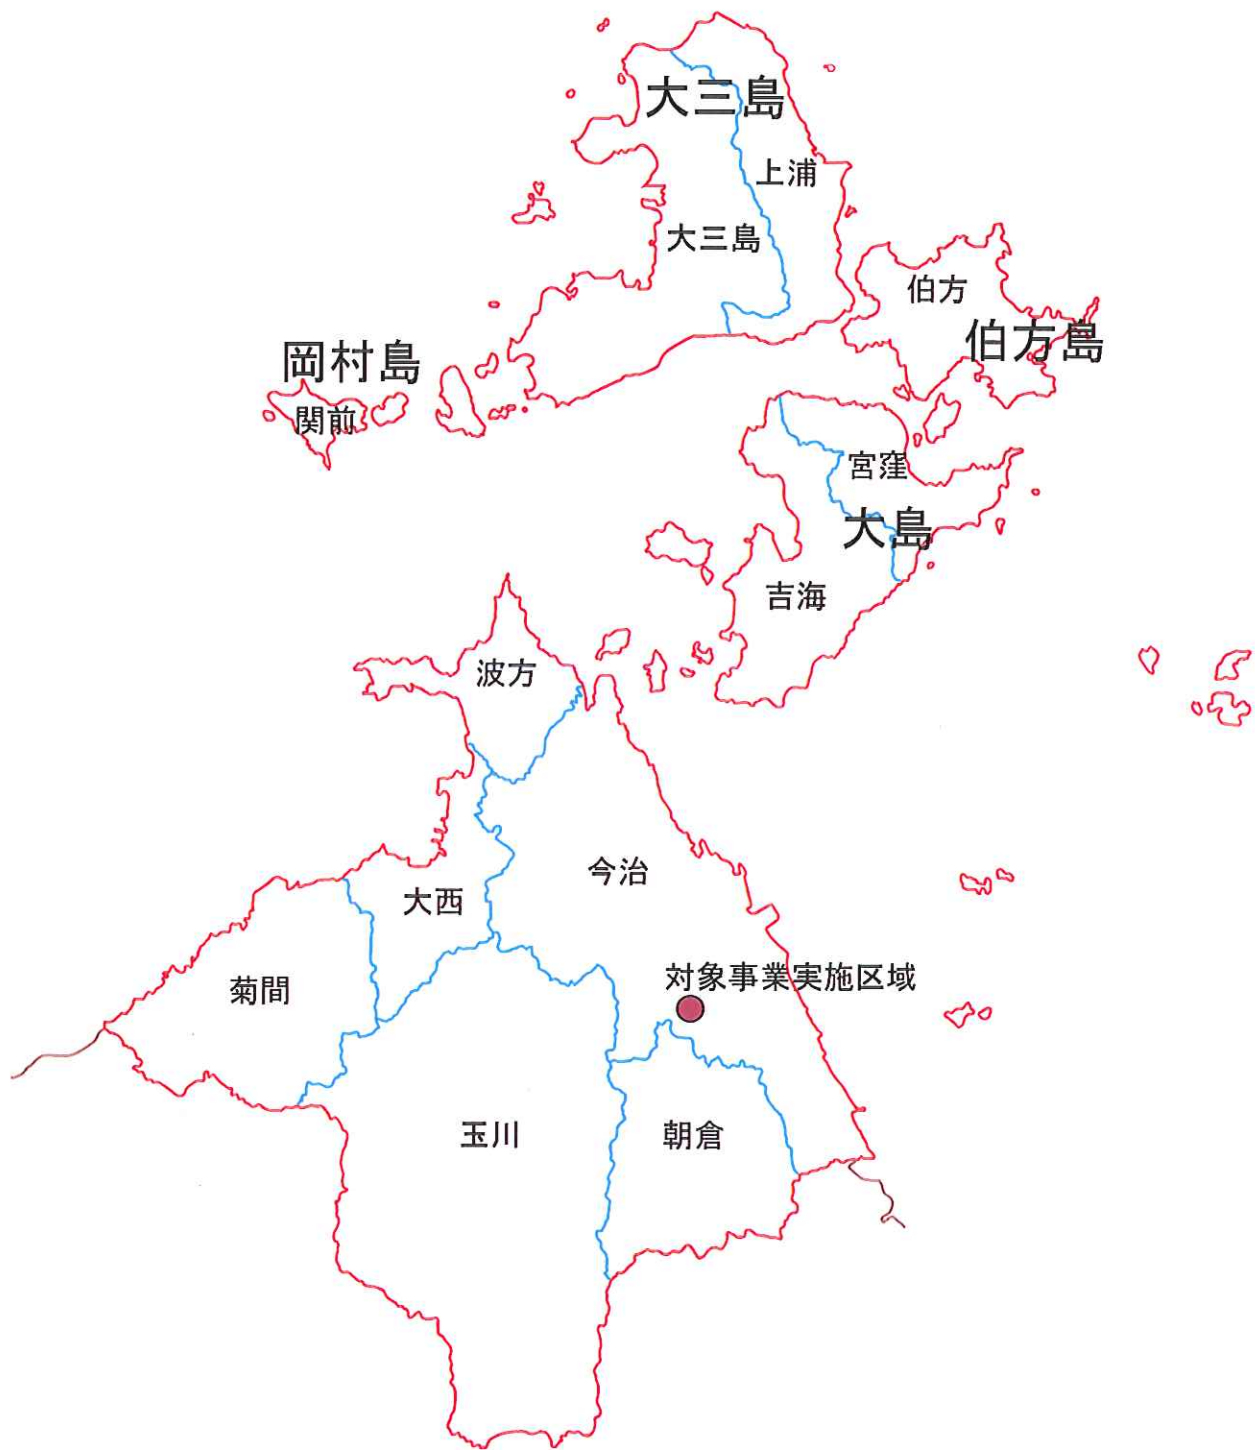 大三島
上浦
大三島
伯方
伯方島
岡村島
関前
宮窪
大島
吉海
波方
今治
大西
対象事業実施区域
菊間
玉川
朝倉